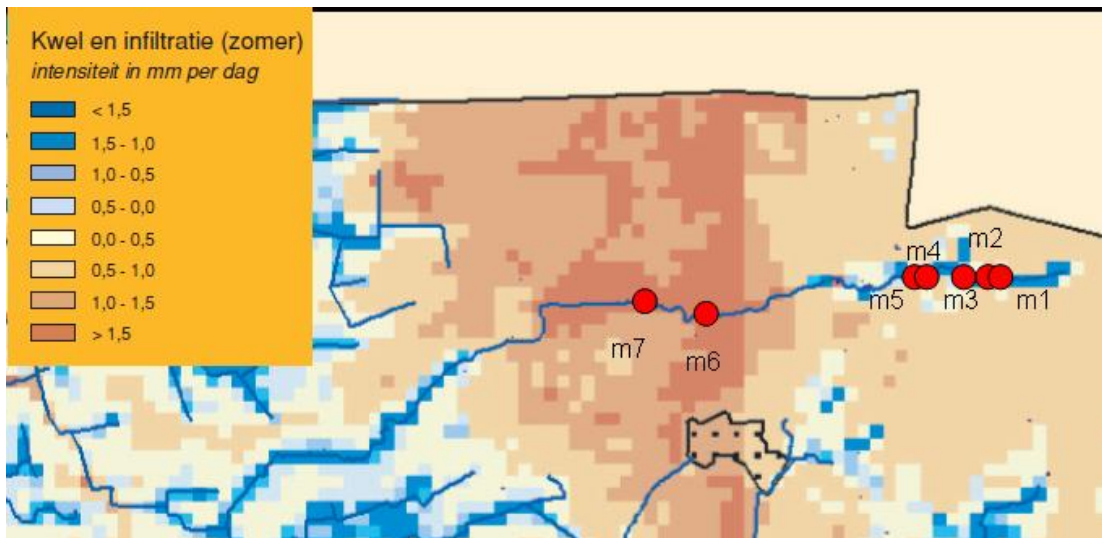 Kwel en infiltratie (zomer)
intensiteit in mm per dag
< 1,5
1,5 - 1,0
1,0 - 0,5
0,5 - 0,0
0,0 - 0,5
0,5 - 1,0
1,0 - 1,5
> 1,5
m4
m2
m5
m3
m1
m7
m6